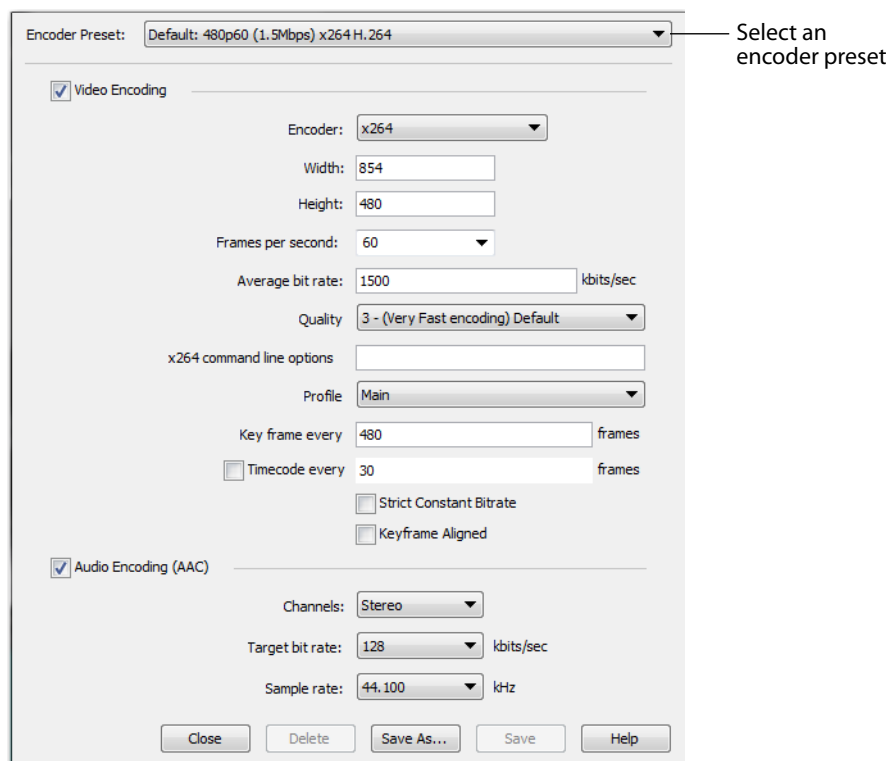 Encoder Preset: Default: 480p60 (1.5Mbps) x264 H.264
Select an
encoder preset
Video Encoding
Encoder: x264
Width: 854
Height: 480
Frames per second: 60
Average bit rate: 1500 kbits/sec
Quality 3 - (Very Fast encoding) Default
x264 command line options
Profile Main
Key frame every 480 frames
Timecode every 30 frames
Strict Constant Bitrate
Keyframe Aligned
Audio Encoding (AAC)
Channels: Stereo
Target bit rate: 128 kbits/sec
Sample rate: 44.100 kHz
Close Delete Save As... Save Help